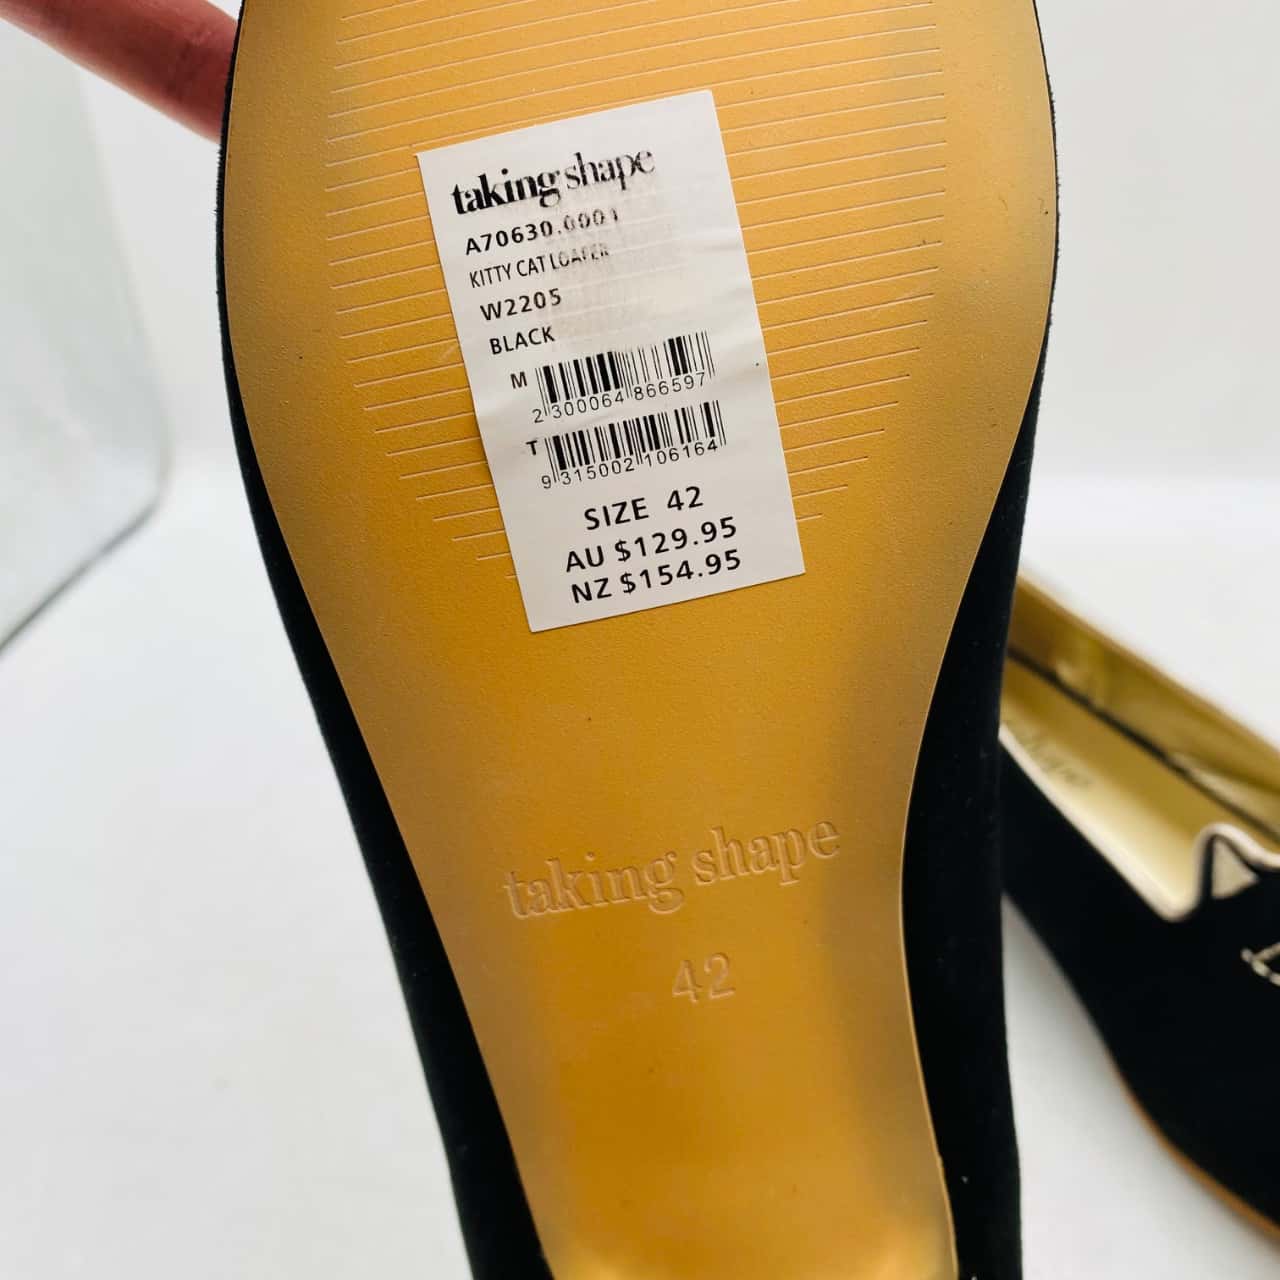 taking shape
A70630.0001
KITTY CAT LOAFER
W2205
BLACK
M
2 300064 866597
T
9 315002 106164
SIZE 42
AU $129.95
NZ $154.95
taking shape
42